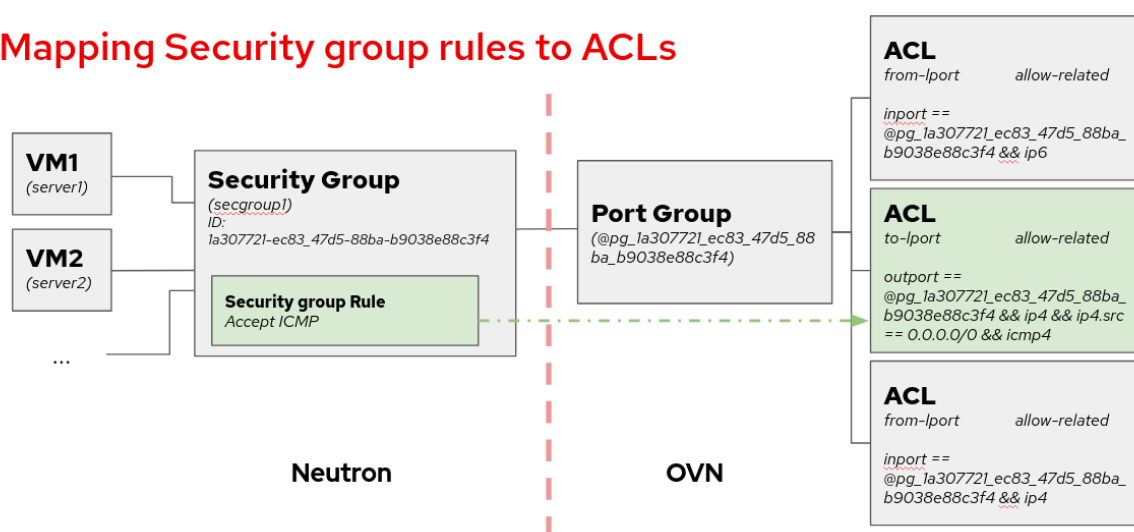 Mapping Security group rules to ACLs
VM1
(server1)
VM2
(server2)
...
Security Group
(secgroup1)
ID:
1a307721-ec83_47d5-88ba-b9038e88c3f4
Security group Rule
Accept ICMP
Neutron
Port Group
(@pg_1a307721_ec83_47d5_88
ba_b9038e88c3f4)
OVN
ACL
from-lport allow-related
inport ==
@pg_1a307721_ec83_47d5_88ba_
b9038e88c3f4 && ip6
ACL
to-lport allow-related
outport ==
@pg_1a307721_ec83_47d5_88ba_
b9038e88c3f4 && ip4 && ip4.src
== 0.0.0.0/0 && icmp4
ACL
from-lport allow-related
inport ==
@pg_1a307721_ec83_47d5_88ba_
b9038e88c3f4 && ip4